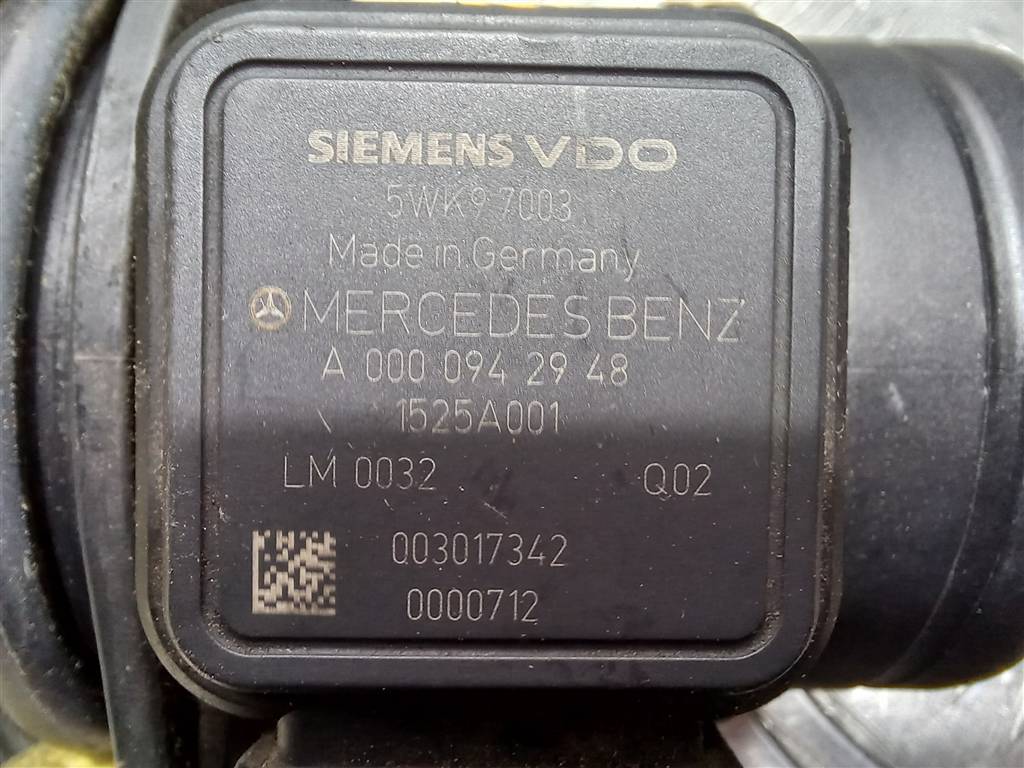 SIEMENS VDO
5WK9 7003
Made in Germany
MERCEDES BENZ
A 000 094 29 48
1525A001
LM 0032 Q02
003017342
0000712